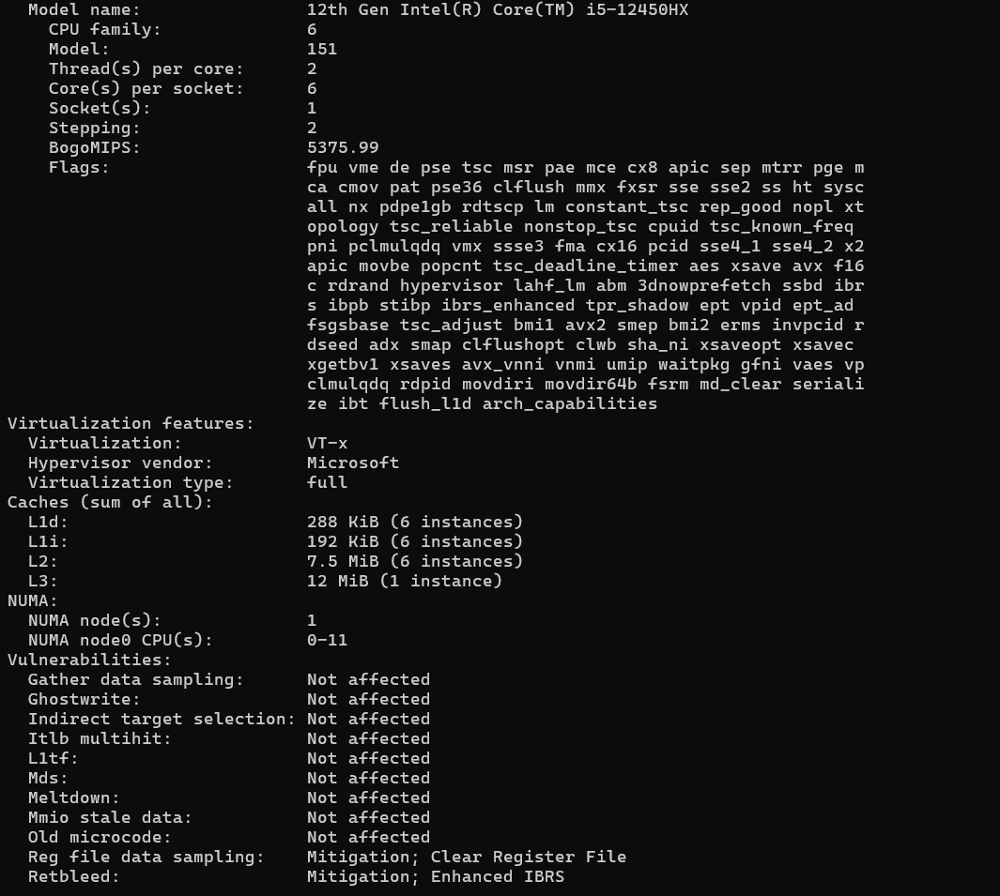 Model name: 12th Gen Intel(R) Core(TM) i5-12450HX
CPU family: 6
Model: 151
Thread(s) per core: 2
Core(s) per socket: 6
Socket(s): 1
Stepping: 2
BogoMIPS: 5375.99
Flags: fpu vme de pse tsc msr pae mce cx8 apic sep mtrr pge m
ca cmov pat pse36 clflush mmx fxsr sse sse2 ss ht sysc
all nx pdpe1gb rdtscp lm constant_tsc rep_good nopl xt
opology tsc_reliable nonstop_tsc cpuid tsc_known_freq
pni pclmulqdq vmx ssse3 fma cx16 pcid sse4_1 sse4_2 x2
apic movbe popcnt tsc_deadline_timer aes xsave avx f16
c rdrand hypervisor lahf_lm abm 3dnowprefetch ssbd ibr
s ibpb stibp ibrs_enhanced tpr_shadow ept vpid ept_ad
fsgsbase tsc_adjust bmi1 avx2 smep bmi2 erms invpcid r
dseed adx smap clflushopt clwb sha_ni xsaveopt xsavec
xgetbv1 xsaves avx_vnni vnmi umip waitpkg gfni vaes vp
clmulqdq rdpid movdiri movdir64b fsrm md_clear seriali
ze ibt flush_l1d arch_capabilities
Virtualization features:
Virtualization: VT-x
Hypervisor vendor: Microsoft
Virtualization type: full
Caches (sum of all):
L1d: 288 KiB (6 instances)
L1i: 192 KiB (6 instances)
L2: 7.5 MiB (6 instances)
L3: 12 MiB (1 instance)
NUMA:
NUMA node(s): 1
NUMA node0 CPU(s): 0-11
Vulnerabilities:
Gather data sampling: Not affected
Ghostwrite: Not affected
Indirect target selection: Not affected
Itlb multihit: Not affected
L1tf: Not affected
Mds: Not affected
Meltdown: Not affected
Mmio stale data: Not affected
Old microcode: Not affected
Reg file data sampling: Mitigation; Clear Register File
Retbleed: Mitigation; Enhanced IBRS